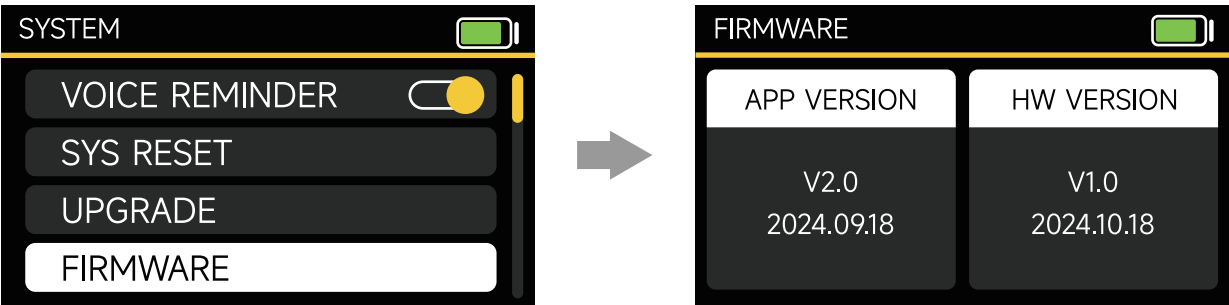 SYSTEM
VOICE REMINDER
SYS RESET
UPGRADE
FIRMWARE
FIRMWARE
APP VERSION
V2.0
2024.09.18
HW VERSION
V1.0
2024.10.18